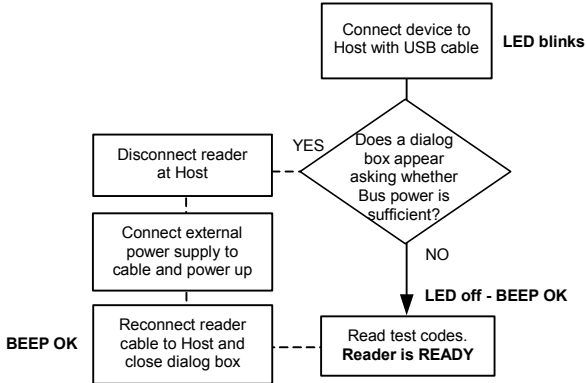 Connect device to
Host with USB cable
LED blinks
YES
Does a dialog
box appear
asking whether
Bus power is
sufficient?
Disconnect reader
at Host
Connect external
power supply to
cable and power up
NO
LED off - BEEP OK
BEEP OK
Reconnect reader
cable to Host and
close dialog box
Read test codes.
Reader is READY